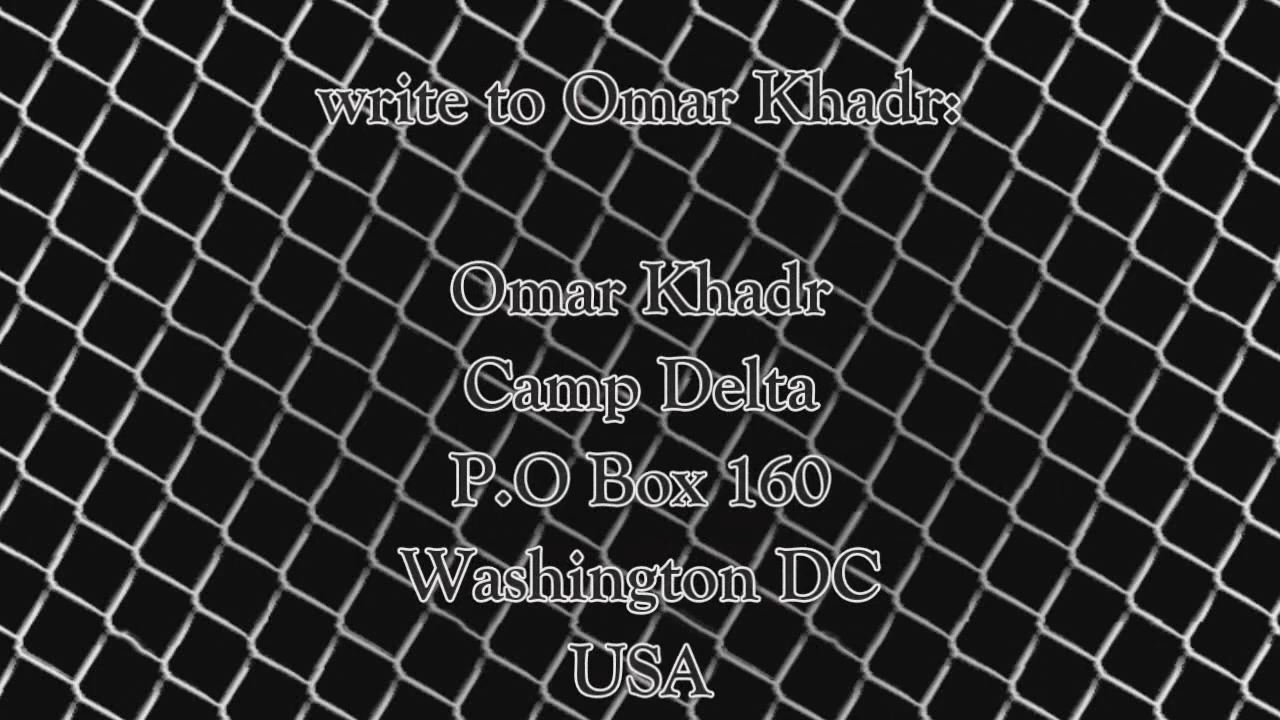 write to Omar Khadr:
Omar Khadr
Camp Delta
P.O Box 160
Washington DC
USA